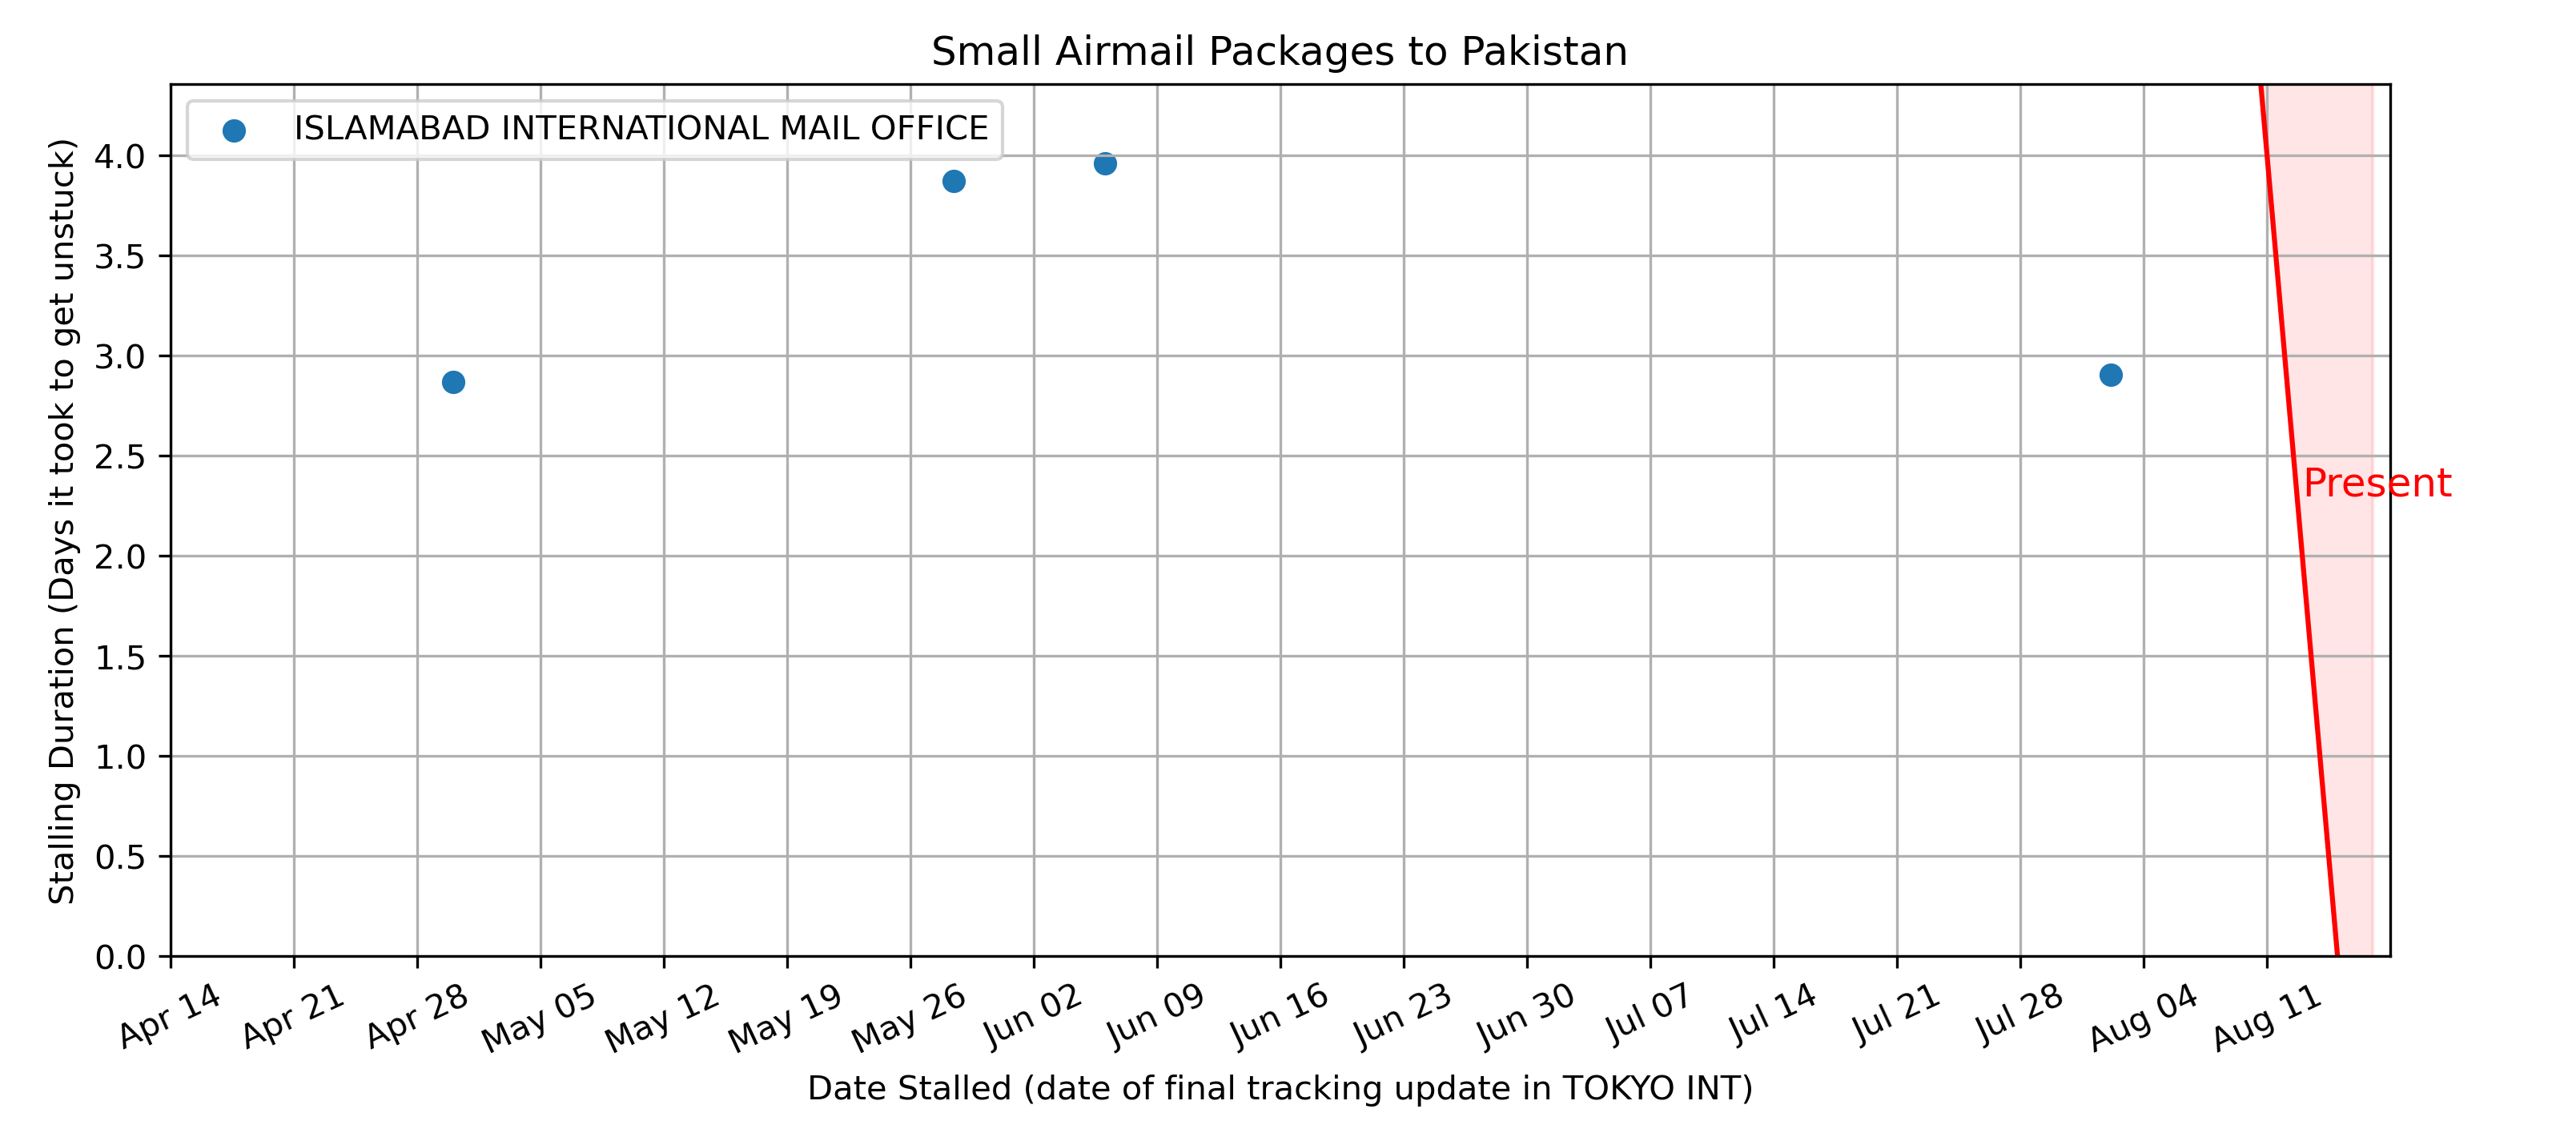 Small Airmail Packages to Pakistan
ISLAMABAD INTERNATIONAL MAIL OFFICE
Stalling Duration (Days it took to get unstuck)
4.0
3.5
3.0
2.5
2.0
1.5
1.0
0.5
0.0
Present
Apr 14 Apr 21 Apr 28 May 05 May 12 May 19 May 26 Jun 02 Jun 09 Jun 16 Jun 23 Jun 30 Jul 07 Jul 14 Jul 21 Jul 28 Aug 04 Aug 11
Date Stalled (date of final tracking update in TOKYO INT)